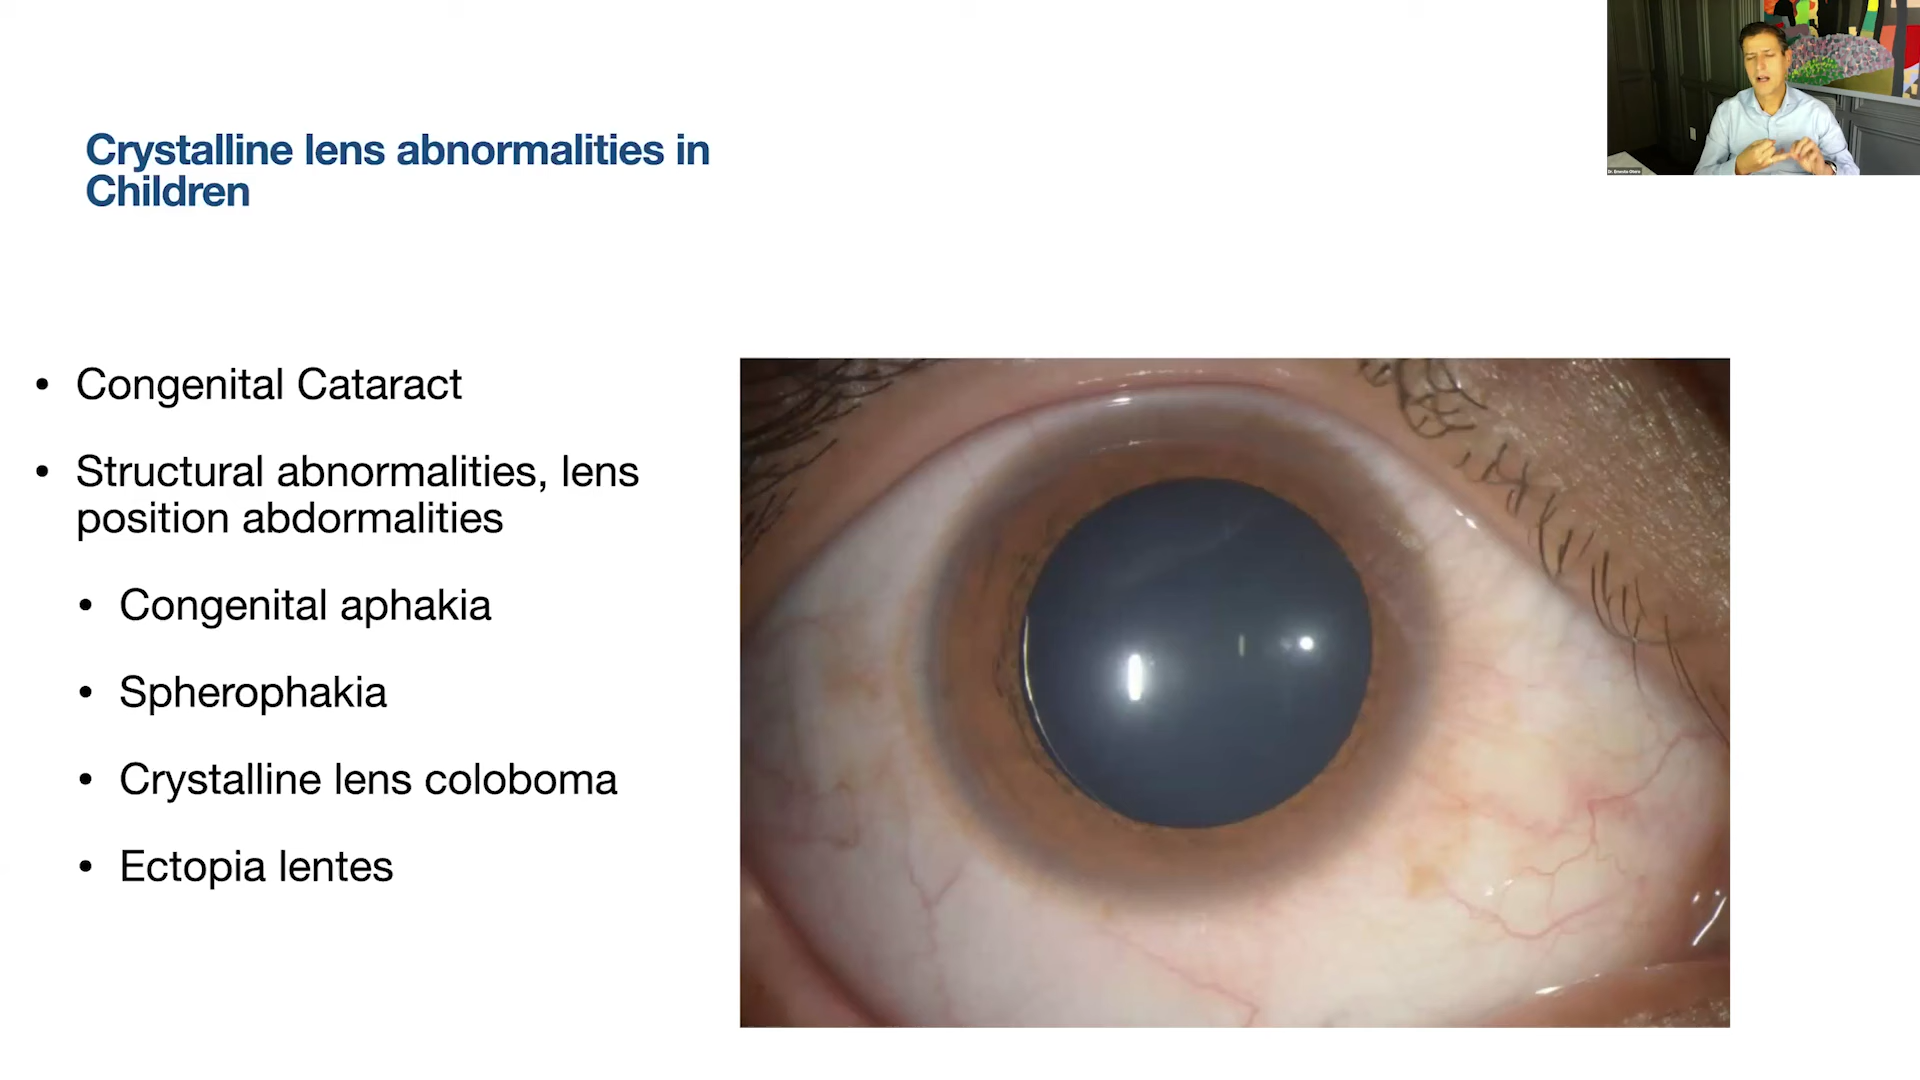 Crystalline lens abnormalities in
Children
• Congenital Cataract
• Structural abnormalities, lens
position abdormalities
• Congenital aphakia
• Spherophakia
• Crystalline lens coloboma
• Ectopia lentes